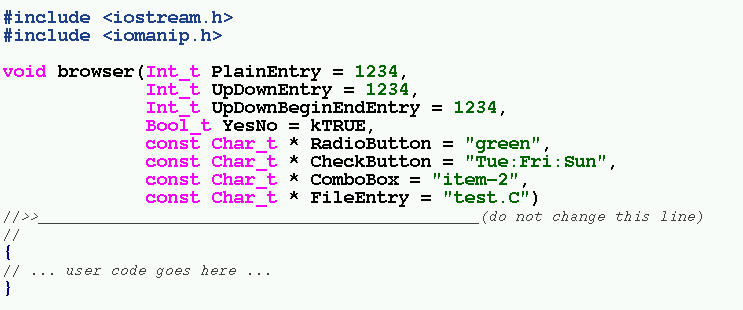 #include <iostream.h>
#include <iomanip.h>
void browser(Int_t PlainEntry = 1234,
Int_t UpDownEntry = 1234,
Int_t UpDownBeginEndEntry = 1234,
Bool_t YesNo = kTRUE,
const Char_t * RadioButton = "green",
const Char_t * CheckButton = "Tue:Fri:Sun",
const Char_t * ComboBox = "item-2",
const Char_t * FileEntry = "test.C")
//>>________________________________________________(do not change this line)
//
{
// ... user code goes here ...
}